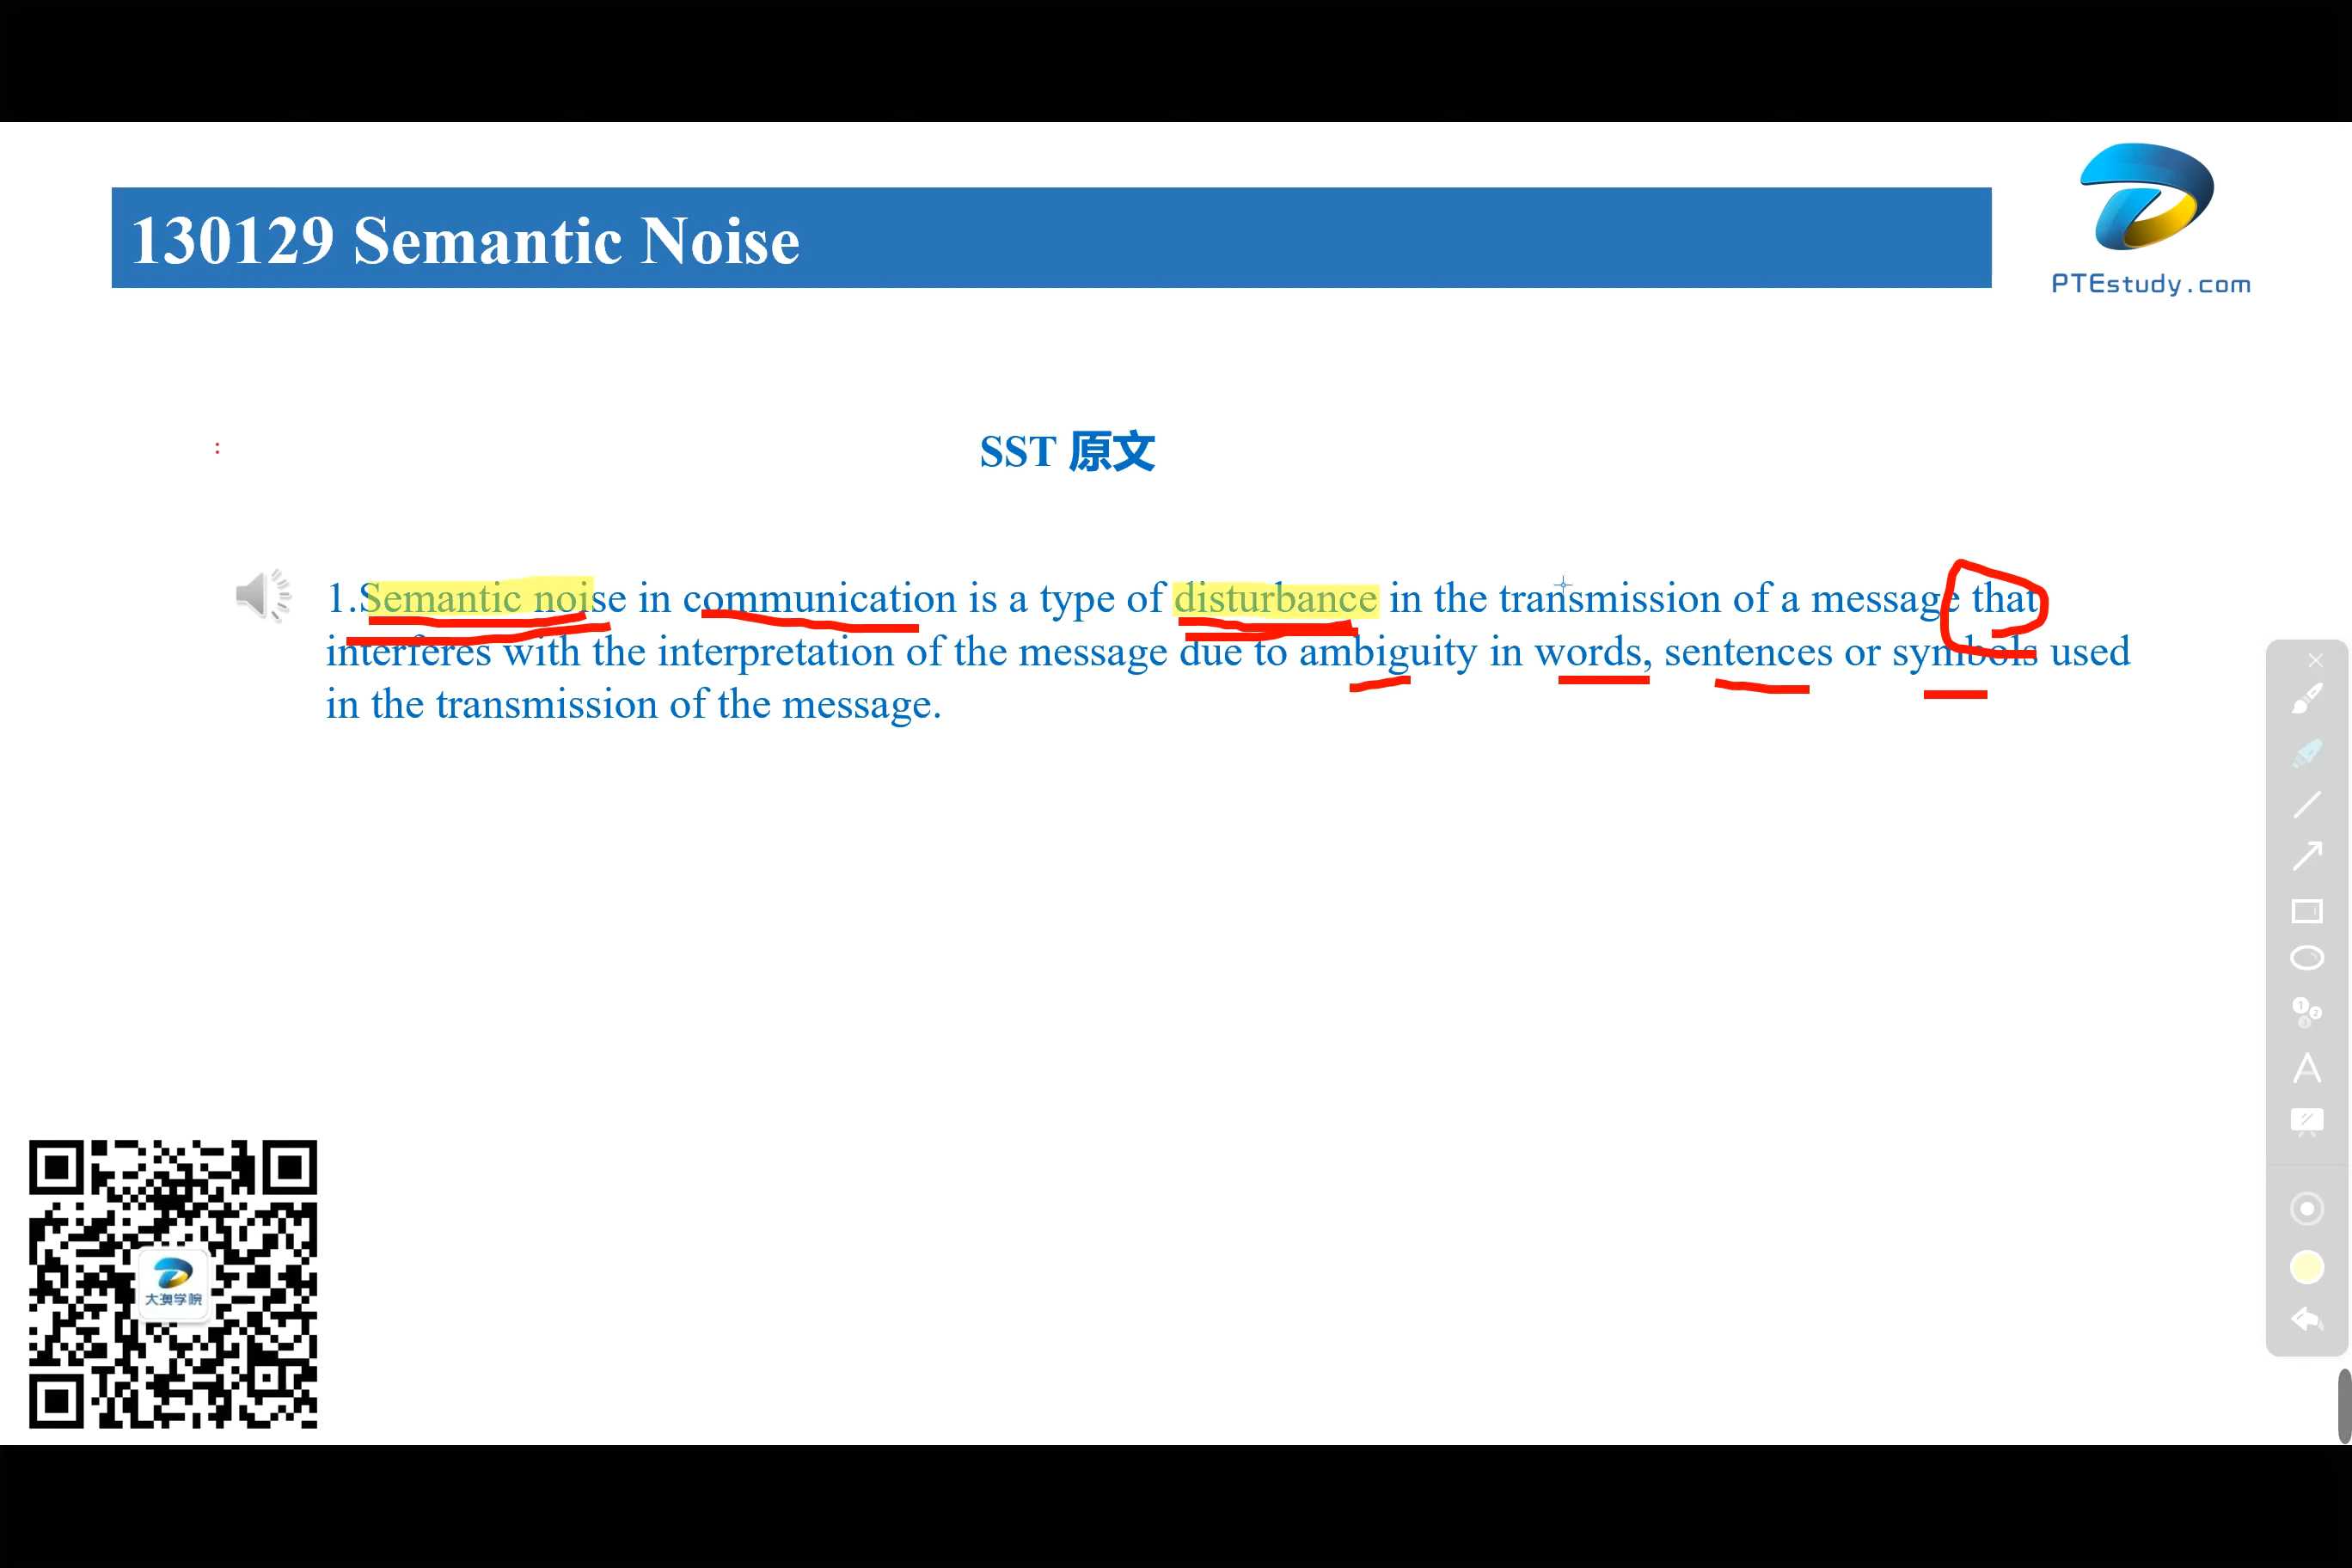 130129 Semantic Noise
PTEstudy.com
:
SST 原文
1.Semantic noise in communication is a type of disturbance in the transmission of a message that
interferes with the interpretation of the message due to ambiguity in words, sentences or symbols used
in the transmission of the message.
大澳学院